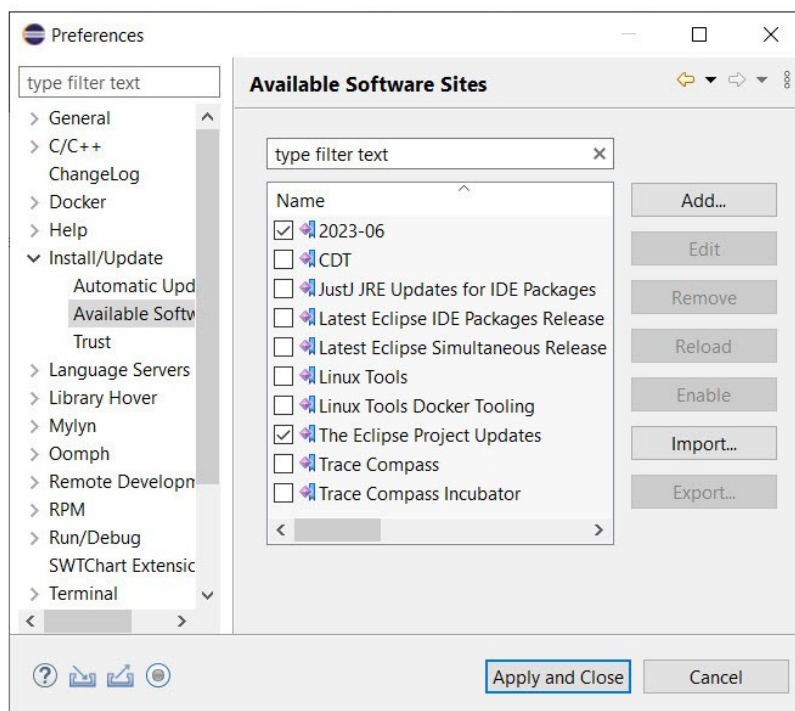 Preferences
type filter text
General
C/C++
ChangeLog
Docker
Help
Install/Update
Automatic Upd
Available Softw
Trust
Language Servers
Library Hover
Mylyn
Oomph
Remote Developm
RPM
Run/Debug
SWTChart Extensic
Terminal
Available Software Sites
type filter text
Name
2023-06
CDT
JustJ JRE Updates for IDE Packages
Latest Eclipse IDE Packages Release
Latest Eclipse Simultaneous Release
Linux Tools
Linux Tools Docker Tooling
The Eclipse Project Updates
Trace Compass
Trace Compass Incubator
Add...
Edit
Remove
Reload
Enable
Import...
Export...
Apply and Close
Cancel